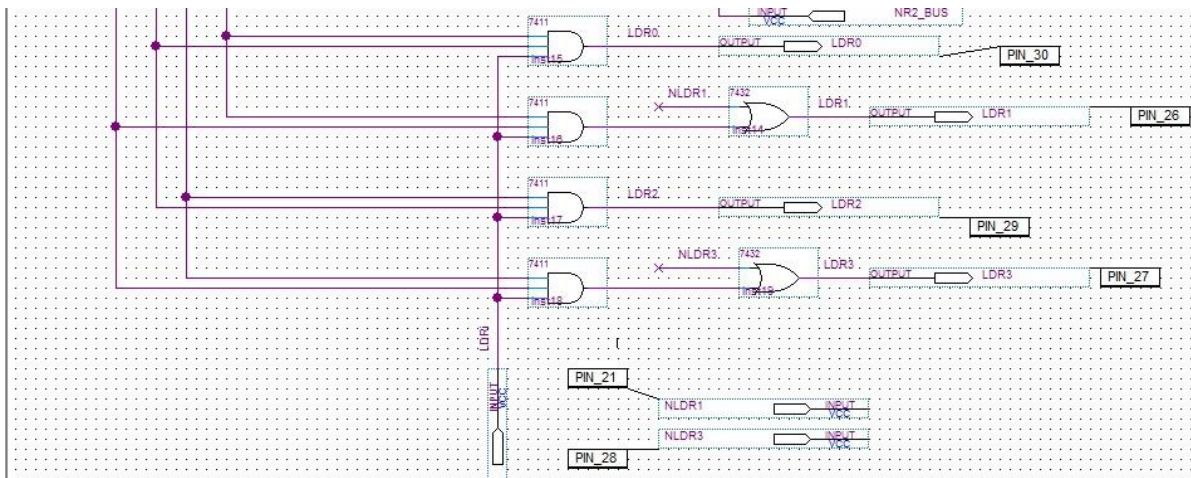 INPUT
VCC
NR2_BUS
7411
LDR0.
inst15
OUTPUT
LDR0
PIN_30
NLDR1.
7432
7411
LDR1.
inst14
inst16
OUTPUT
LDR1
PIN_26
7411
LDR2.
inst17
OUTPUT
LDR2
PIN_29
NLDR3.
7432
7411
LDR3
inst18
OUTPUT
LDR3
PIN_27
LDRi
INPUT
VCC
PIN_21
NLDR1
INPUT
VCC
NLDR3
INPUT
VCC
PIN_28